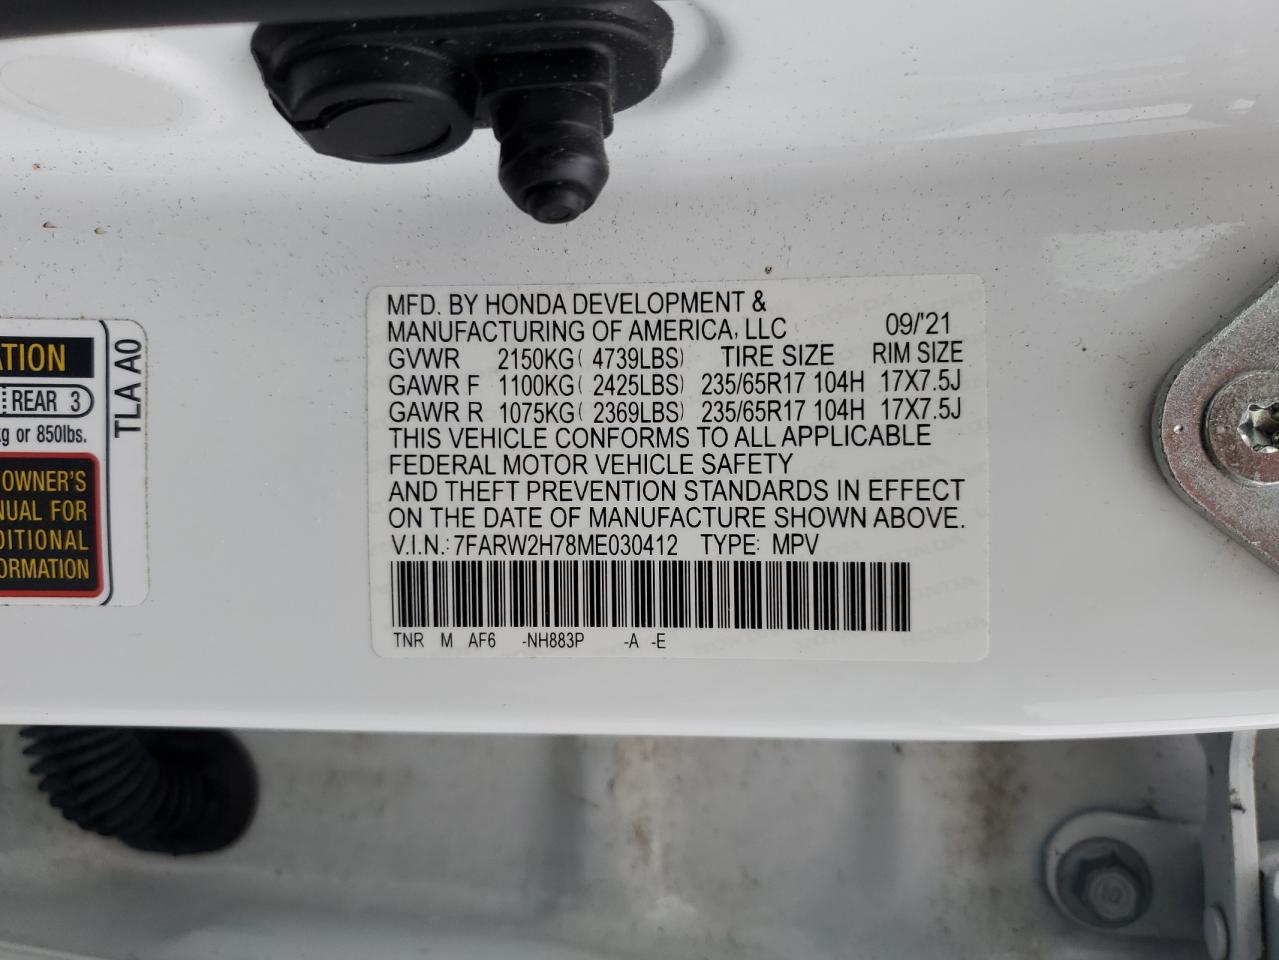 MFD. BY HONDA DEVELOPMENT &
MANUFACTURING OF AMERICA, LLC 09/'21
GVWR 2150KG( 4739LBS) TIRE SIZE RIM SIZE
GAWR F 1100KG( 2425LBS) 235/65R17 104H 17X7.5J
GAWR R 1075KG( 2369LBS) 235/65R17 104H 17X7.5J
THIS VEHICLE CONFORMS TO ALL APPLICABLE
FEDERAL MOTOR VEHICLE SAFETY
AND THEFT PREVENTION STANDARDS IN EFFECT
ON THE DATE OF MANUFACTURE SHOWN ABOVE.
V.I.N.:7FARW2H78ME030412 TYPE: MPV
TNR M AF6 -NH883P -A -E
ATION
REAR 3
kg or 850lbs.
OWNER'S
NUAL FOR
DITIONAL
FORMATION
TLA A0